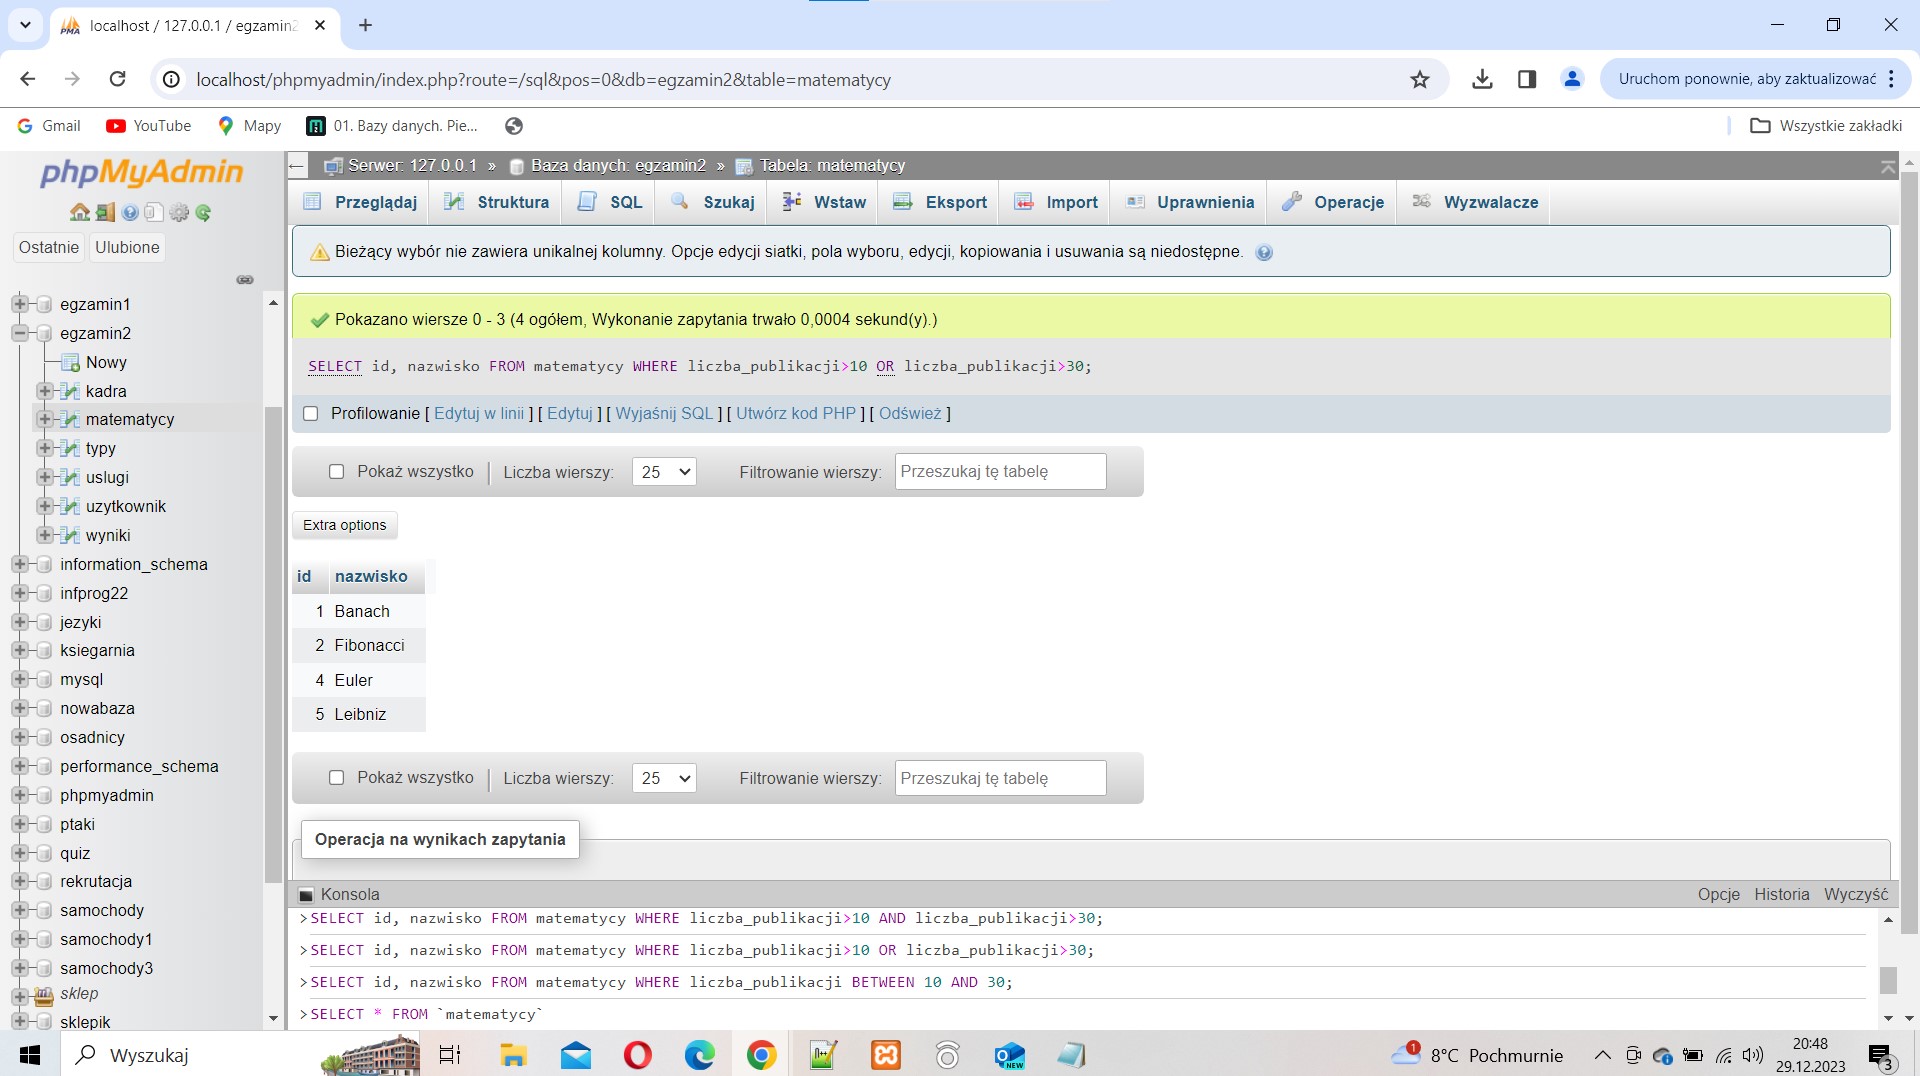 localhost / 127.0.0.1 / egzamin2
localhost/phpmyadmin/index.php?route=/sql&pos=0&db=egzamin2&table=matematycy
Uruchom ponownie, aby zaktualizować
Gmail
YouTube
Mapy
01. Bazy danych. Pie...
Wszystkie zakładki
phpMyAdmin
Ostatnie
Ulubione
egzamin1
egzamin2
Nowy
kadra
matematycy
typy
uslugi
uzytkownik
wyniki
information_schema
infprog22
jezyki
ksiegarnia
mysql
nowabaza
osadnicy
performance_schema
phpmyadmin
ptaki
quiz
rekrutacja
samochody
samochody1
samochody3
sklep
sklepik
Serwer: 127.0.0.1 » Baza danych: egzamin2 » Tabela: matematycy
Przeglądaj Struktura SQL Szukaj Wstaw Eksport Import Uprawnienia Operacje Wyzwalacze
Bieżący wybór nie zawiera unikalnej kolumny. Opcje edycji siatki, pola wyboru, edycji, kopiowania i usuwania są niedostępne.
Pokazano wiersze 0 - 3 (4 ogółem, Wykonanie zapytania trwało 0,0004 sekund(y).)
SELECT id, nazwisko FROM matematycy WHERE liczba_publikacji>10 OR liczba_publikacji>30;
Profilowanie [ Edytuj w linii ] [ Edytuj ] [ Wyjaśnij SQL ] [ Utwórz kod PHP ] [ Odśwież ]
Pokaż wszystko | Liczba wierszy: 25 Filtrowanie wierszy: Przeszukaj tę tabelę
Extra options
id nazwisko
1 Banach
2 Fibonacci
4 Euler
5 Leibniz
Pokaż wszystko | Liczba wierszy: 25 Filtrowanie wierszy: Przeszukaj tę tabelę
Operacja na wynikach zapytania
Konsola
Opcje Historia Wyczyść
>SELECT id, nazwisko FROM matematycy WHERE liczba_publikacji>10 AND liczba_publikacji>30;
>SELECT id, nazwisko FROM matematycy WHERE liczba_publikacji>10 OR liczba_publikacji>30;
>SELECT id, nazwisko FROM matematycy WHERE liczba_publikacji BETWEEN 10 AND 30;
>SELECT * FROM `matematycy`
Wyszukaj
NEW
1
8°C Pochmurnie
20:48
29.12.2023
3